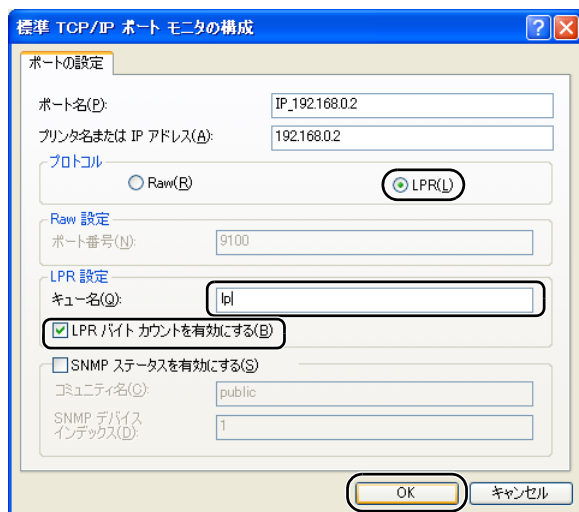 標準 TCP/IP ポート モニタの構成
ポートの設定
ポート名(P): IP_192.168.0.2
プリンタ名または IP アドレス(A): 192.168.0.2
プロトコル
Raw(R) LPR(L)
Raw 設定
ポート番号(N): 9100
LPR 設定
キュー名(Q): lp
LPR バイト カウントを有効にする(B)
SNMP ステータスを有効にする(S)
コミュニティ名(C): public
SNMP デバイス
インデックス(D): 1
OK キャンセル